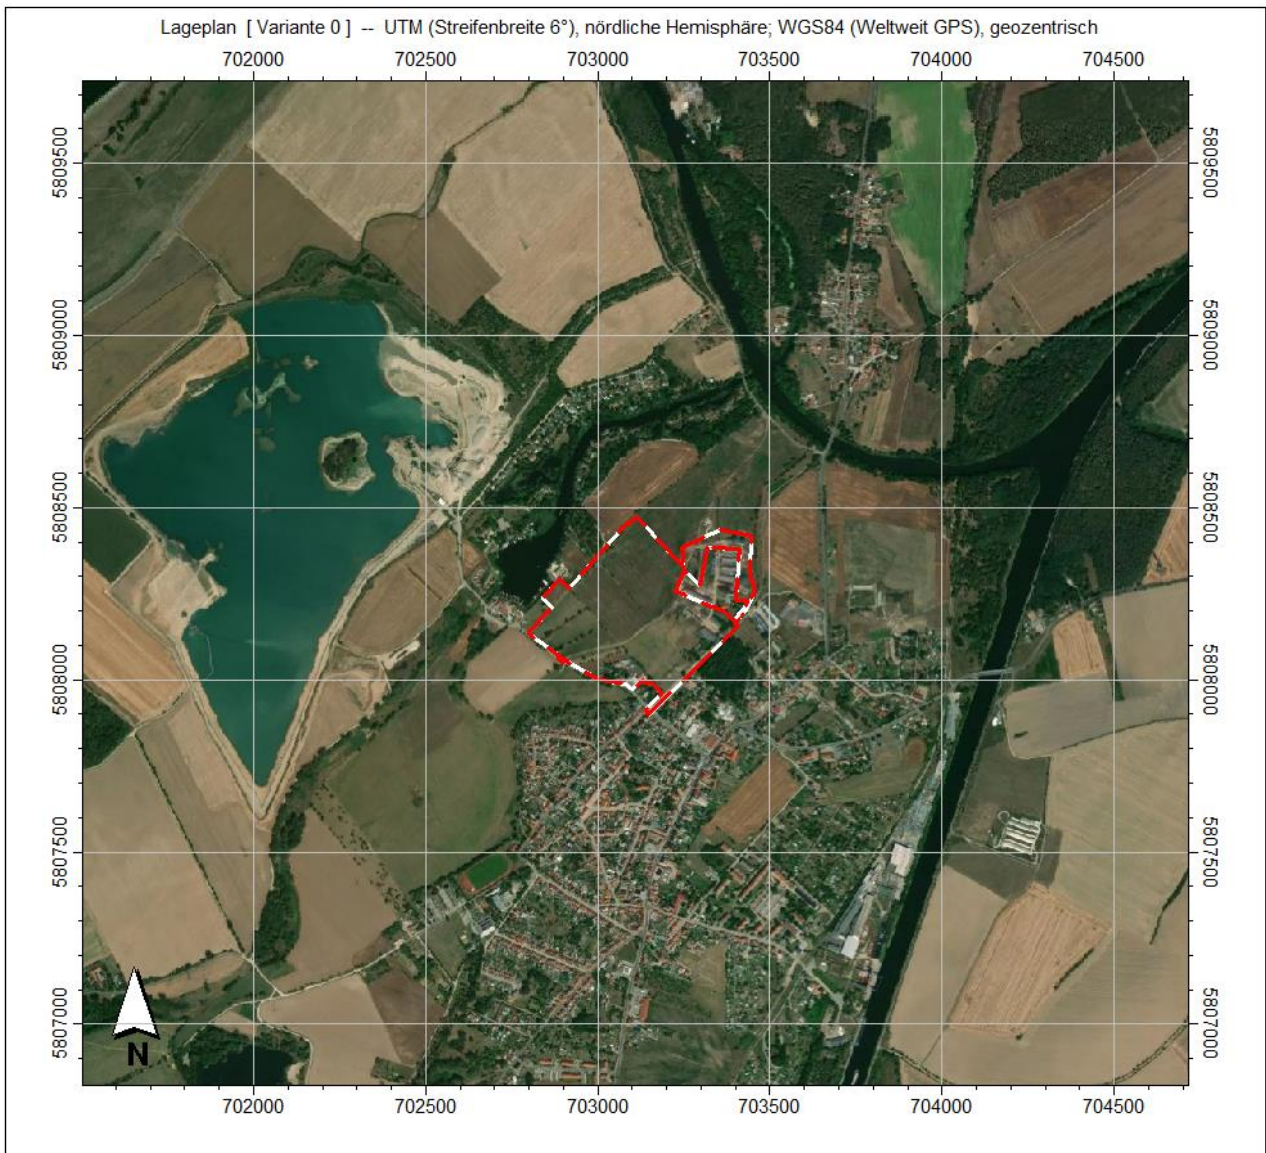 Lageplan [ Variante 0 ] -- UTM (Streifenbreite 6°), nördliche Hemisphäre; WGS84 (Weltweit GPS), geozentrisch
702000 702500 703000 703500 704000 704500
5809500 5809500
5809000 5809000
5808500 5808500
5808000 5808000
5807500 5807500
5807000 5807000
N
702000 702500 703000 703500 704000 704500